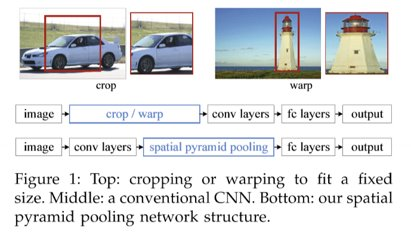 crop warp
image crop / warp conv layers fc layers output
image conv layers spatial pyramid pooling fc layers output
Figure 1: Top: cropping or warping to fit a fixed
size. Middle: a conventional CNN. Bottom: our spatial
pyramid pooling network structure.